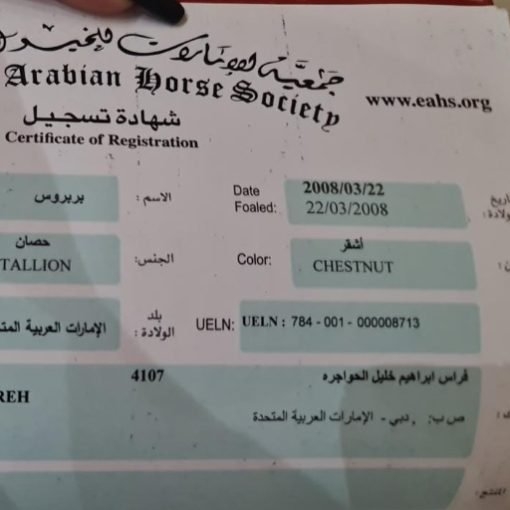 جمعية الإمارات للخيول
Arabian Horse Society
www.eahs.org
شهادة تسجيل
Certificate of Registration
بربروس
الاسم:
Date
Foaled:
2008/03/22
22/03/2008
حصان
TALLION
الجنس:
Color:
أشقر
CHESTNUT
الإمارات العربية المت
بلد
الولادة:
UELN:
UELN : 784 - 001 - 000008713
4107
فراس ابراهيم خليل الحواجره
REH
ص ب: , دبي - الإمارات العربية المتحدة